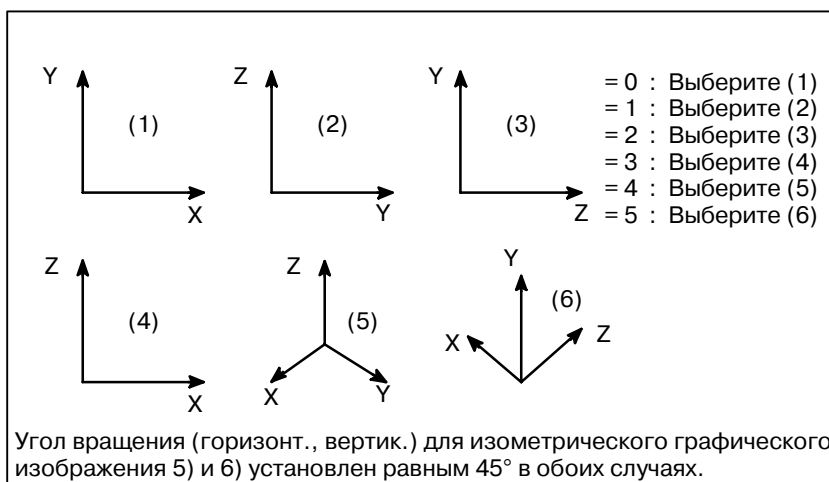 Y
(1)
X
Z
(2)
Y
Y
(3)
Z
= 0 : Выберите (1)
= 1 : Выберите (2)
= 2 : Выберите (3)
= 3 : Выберите (4)
= 4 : Выберите (5)
= 5 : Выберите (6)
Z
(4)
X
Z
(5)
X
Y
Y
(6)
X
Z
Угол вращения (горизонт., вертик.) для изометрического графического
изображения 5) и 6) установлен равным 45° в обоих случаях.